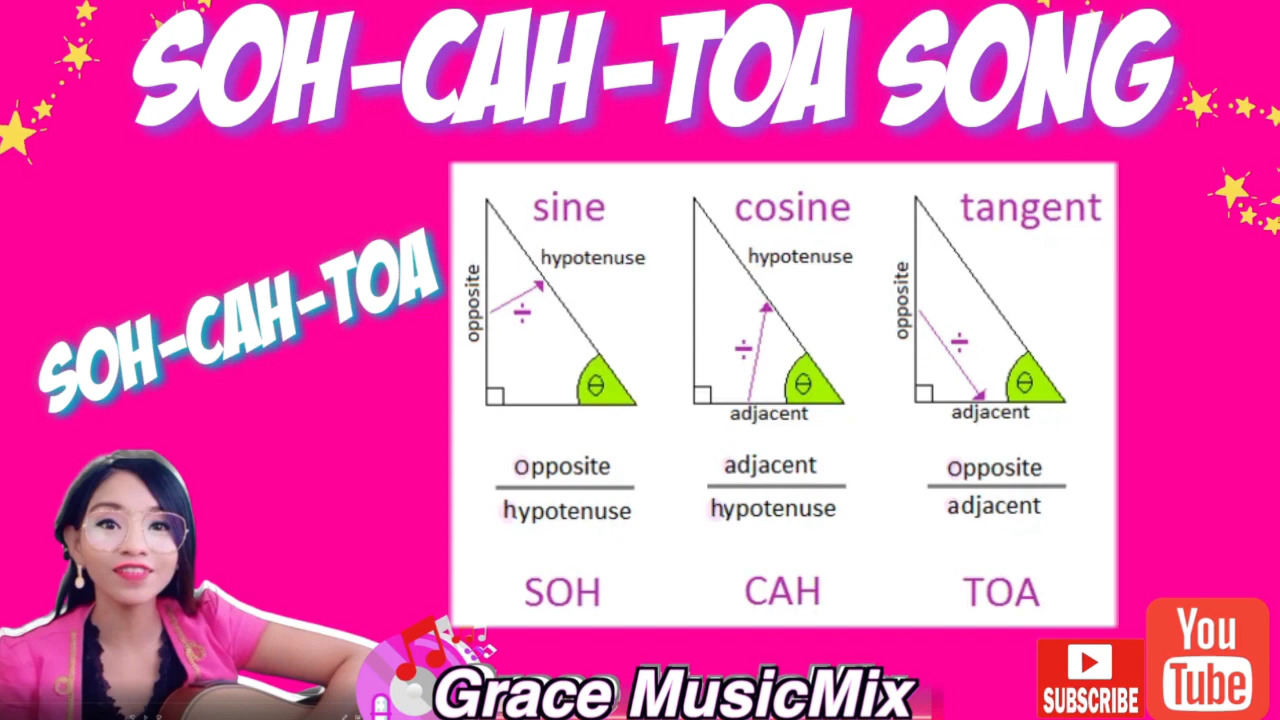 SOH-CAH-TOA SONG
SOH-CAH-TOA
sine
cosine
tangent
hypotenuse
hypotenuse
opposite
opposite
÷
÷
÷
θ
θ
θ
adjacent
adjacent
opposite
hypotenuse
adjacent
hypotenuse
opposite
adjacent
SOH
CAH
TOA
Grace MusicMix
SUBSCRIBE
You
Tube